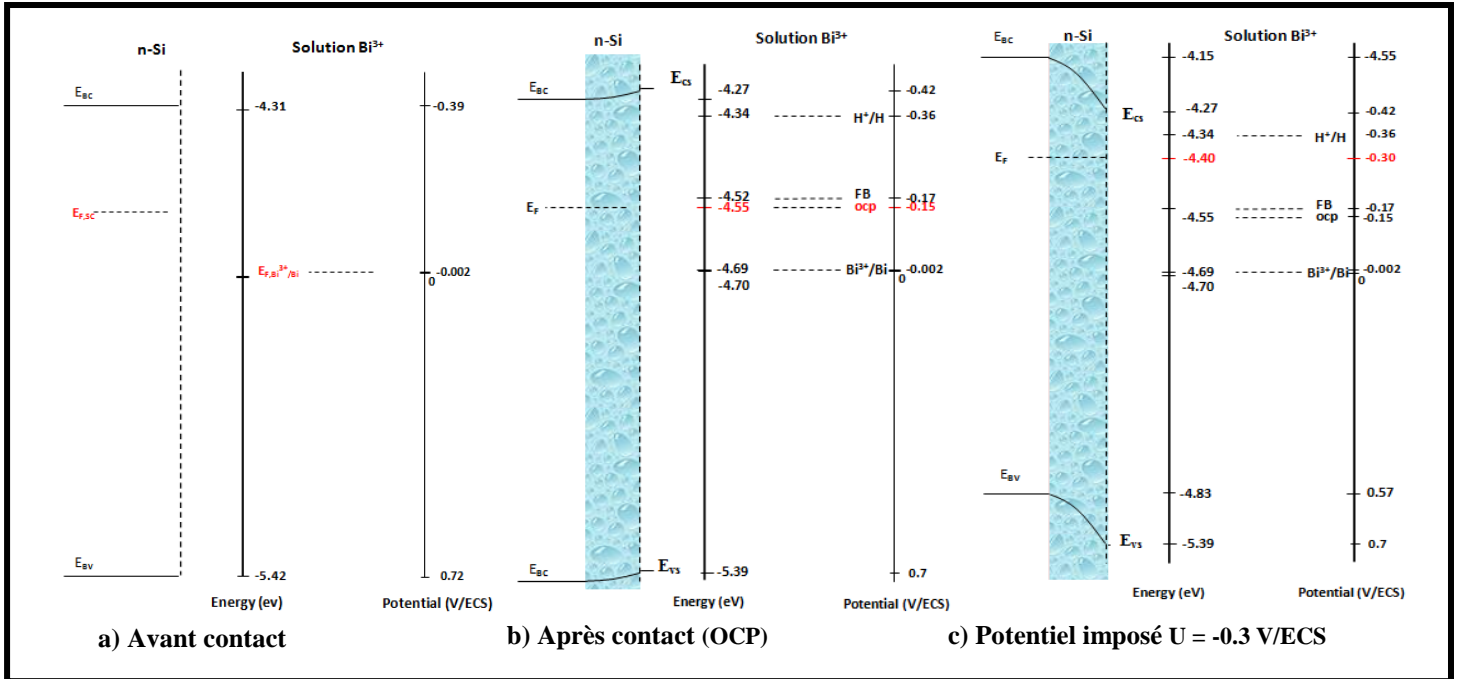 n-Si
Solution Bi³⁺
E_BC
-4.31
-0.39
E_F,SC
E_F,Bi³⁺/Bi
-0.002
0
E_BV
-5.42
0.72
Energy (ev)
Potential (V/ECS)
a) Avant contact
n-Si
Solution Bi³⁺
E_BC
E_cs
-4.27
-0.42
-4.34
H⁺/H
-0.36
E_F
-4.52
FB
-0.17
-4.55
ocp
-0.15
-4.69
Bi³⁺/Bi
-0.002
-4.70
0
E_BC
E_vs
-5.39
0.7
Energy (eV)
Potential (V/ECS)
b) Après contact (OCP)
n-Si
Solution Bi³⁺
E_BC
-4.15
-4.55
-4.27
-0.42
E_cs
-4.34
H⁺/H
-0.36
E_F
-4.40
-0.30
FB
-0.17
-4.55
ocp
-0.15
-4.69
Bi³⁺/Bi
-0.002
-4.70
0
E_BV
-4.83
0.57
E_vs
-5.39
0.7
Energy (eV)
Potential (V/ECS)
c) Potentiel imposé U = -0.3 V/ECS